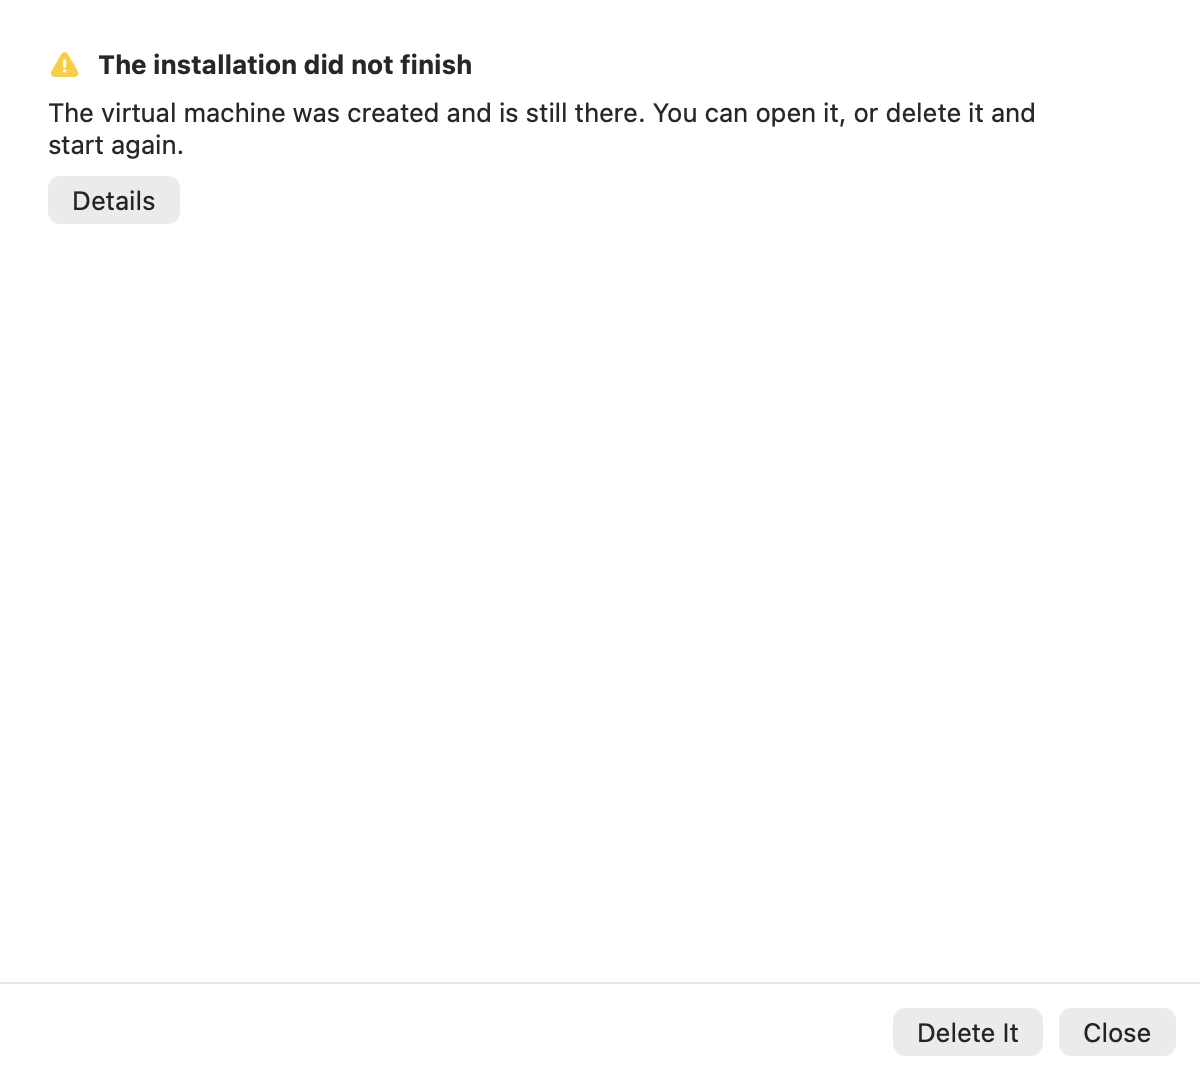 The installation did not finish
The virtual machine was created and is still there. You can open it, or delete it and
start again.
Details
Delete It
Close